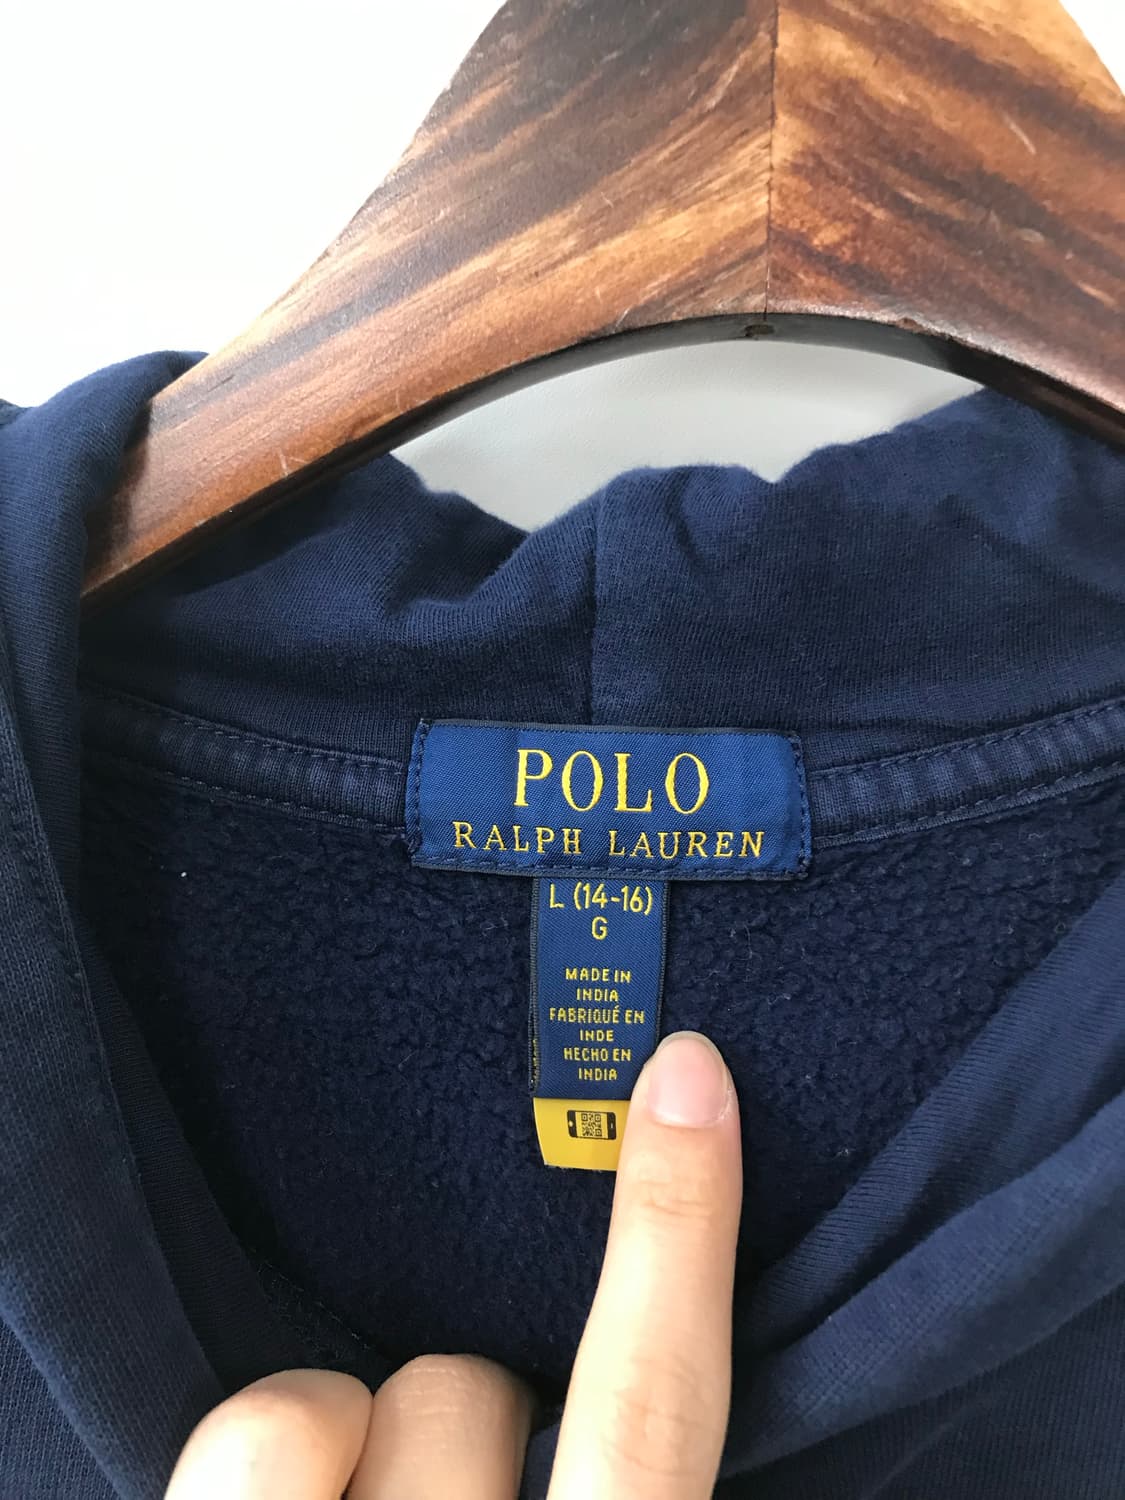 POLO
RALPH LAUREN
L (14-16)
G
MADE IN
INDIA
FABRIQUÉ EN
INDE
HECHO EN
INDIA